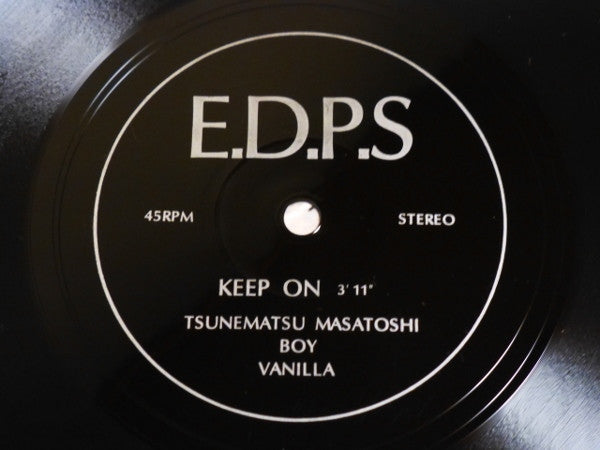 E.D.P.S
45RPM STEREO
KEEP ON 3'11"
TSUNEMATSU MASATOSHI
BOY
VANILLA